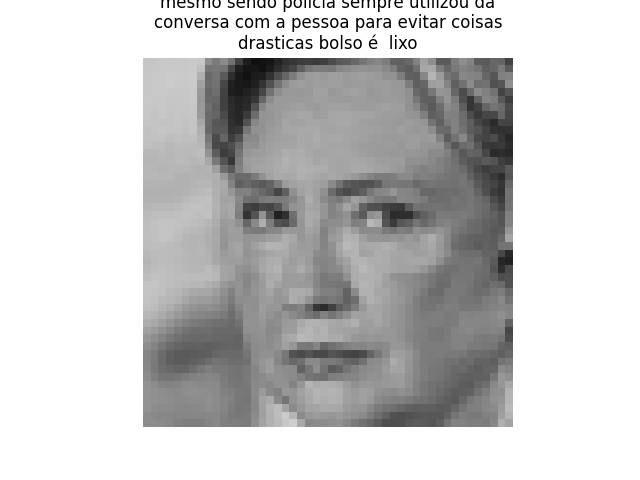 mesmo sendo policia sempre utilizou da
conversa com a pessoa para evitar coisas
drasticas bolso é  lixo